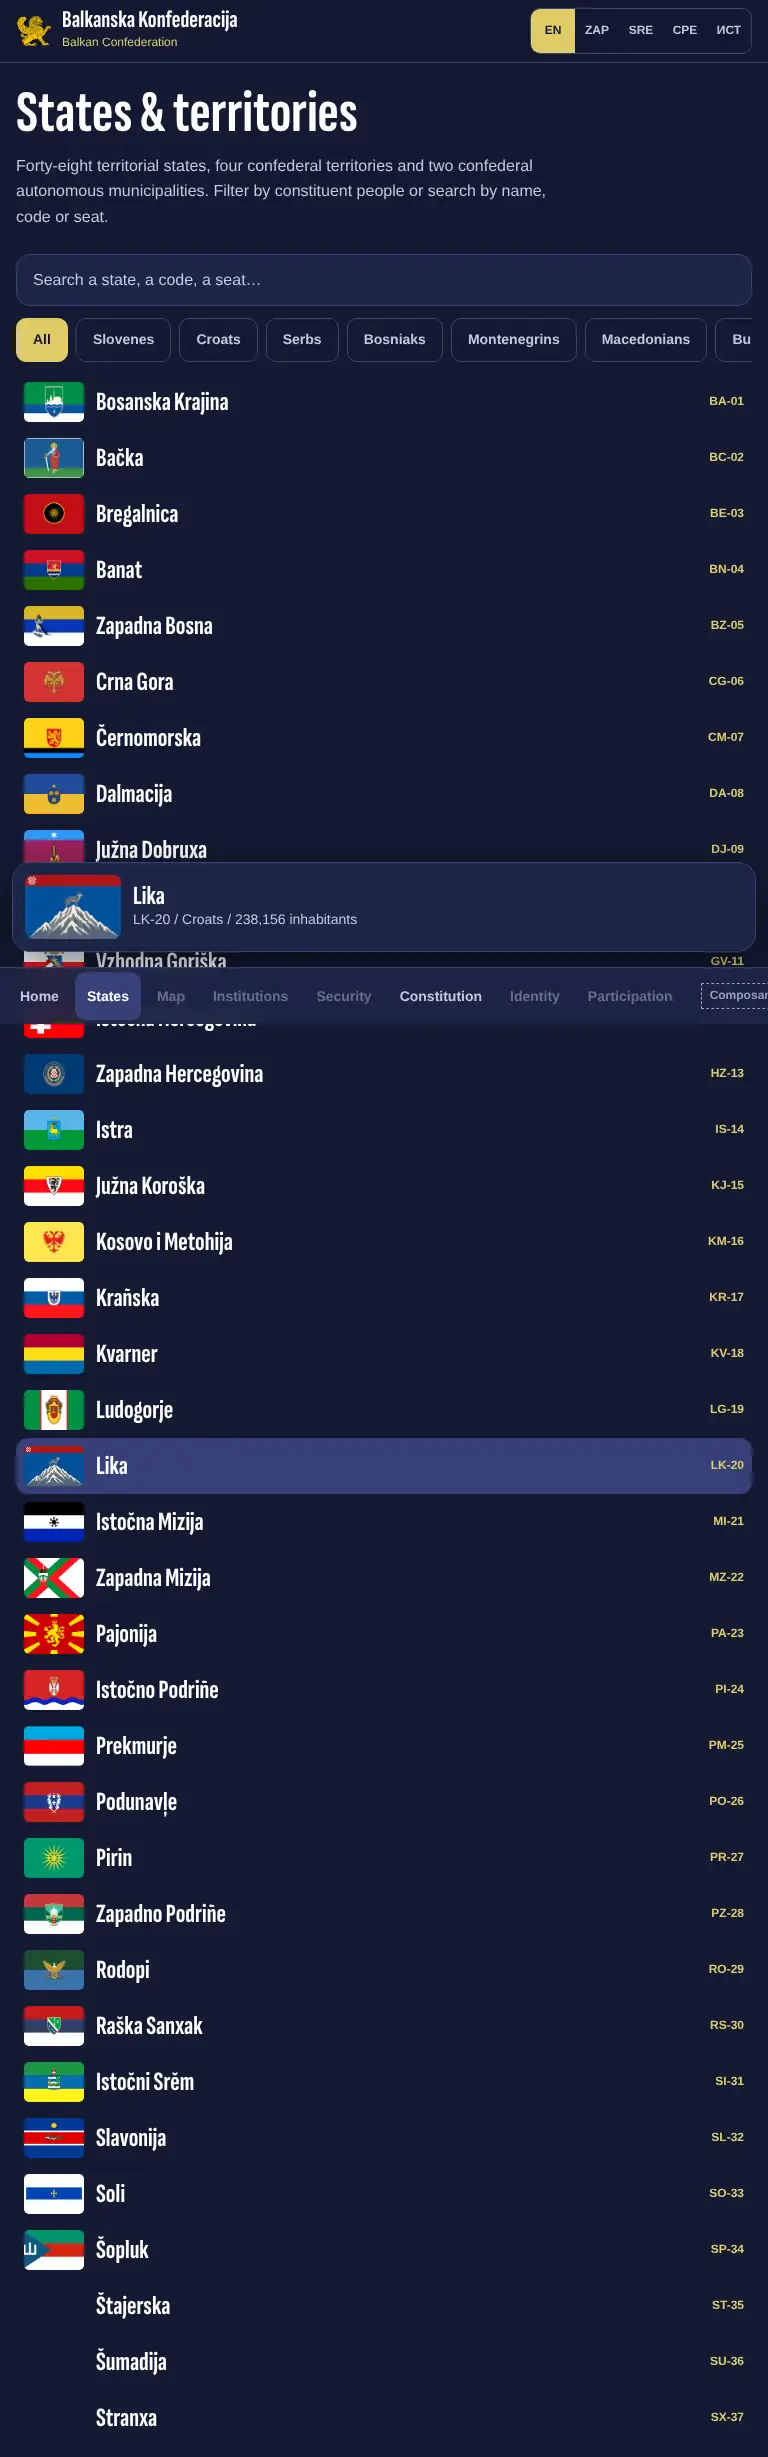 Balkanska Konfederacija
Balkan Confederation
EN ZAP SRE СРЕ ИСТ
States & territories
Forty-eight territorial states, four confederal territories and two confederal
autonomous municipalities. Filter by constituent people or search by name,
code or seat.
Search a state, a code, a seat…
All Slovenes Croats Serbs Bosniaks Montenegrins Macedonians Bu
Bosanska Krajina BA-01
Bačka BC-02
Bregalnica BE-03
Banat BN-04
Zapadna Bosna BZ-05
Crna Gora CG-06
Černomorska CM-07
Dalmacija DA-08
Južna Dobruxa DJ-09
Lika
LK-20 / Croats / 238,156 inhabitants
Vzhodna Goriška GV-11
Home States Map Institutions Security Constitution Identity Participation Composan
Istočna Hercegovina
Zapadna Hercegovina HZ-13
Istra IS-14
Južna Koroška KJ-15
Kosovo i Metohija KM-16
Krañska KR-17
Kvarner KV-18
Ludogorje LG-19
Lika LK-20
Istočna Mizija MI-21
Zapadna Mizija MZ-22
Pajonija PA-23
Istočno Podriñe PI-24
Prekmurje PM-25
Podunavļe PO-26
Pirin PR-27
Zapadno Podriñe PZ-28
Rodopi RO-29
Raška Sanxak RS-30
Istočni Srěm SI-31
Slavonija SL-32
Soli SO-33
Ш
Šopluk SP-34
Štajerska ST-35
Šumadija SU-36
Stranxa SX-37